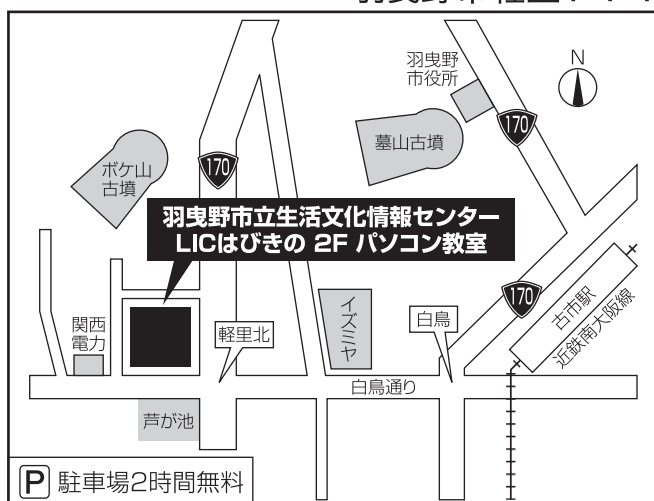 羽曳野
市役所
N
170
墓山古墳
170
ボケ山
古墳
羽曳野市立生活文化情報センター
LICはびきの 2F パソコン教室
170
古市駅
近鉄南大阪線
イズミヤ
白鳥
関西
電力
軽里北
白鳥通り
芦が池
P 駐車場2時間無料